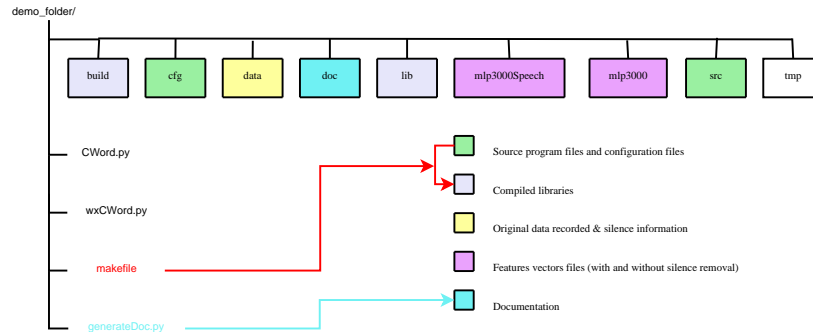 demo_folder/
build
cfg
data
doc
lib
mlp3000Speech
mlp3000
src
tmp
CWord.py
Source program files and configuration files
Compiled libraries
wxCWord.py
Original data recorded & silence information
makefile
Features vectors files (with and without silence removal)
Documentation
generateDoc.py